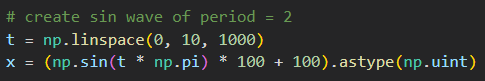 # create sin wave of period = 2
t = np.linspace(0, 10, 1000)
x = (np.sin(t * np.pi) * 100 + 100).astype(np.uint)